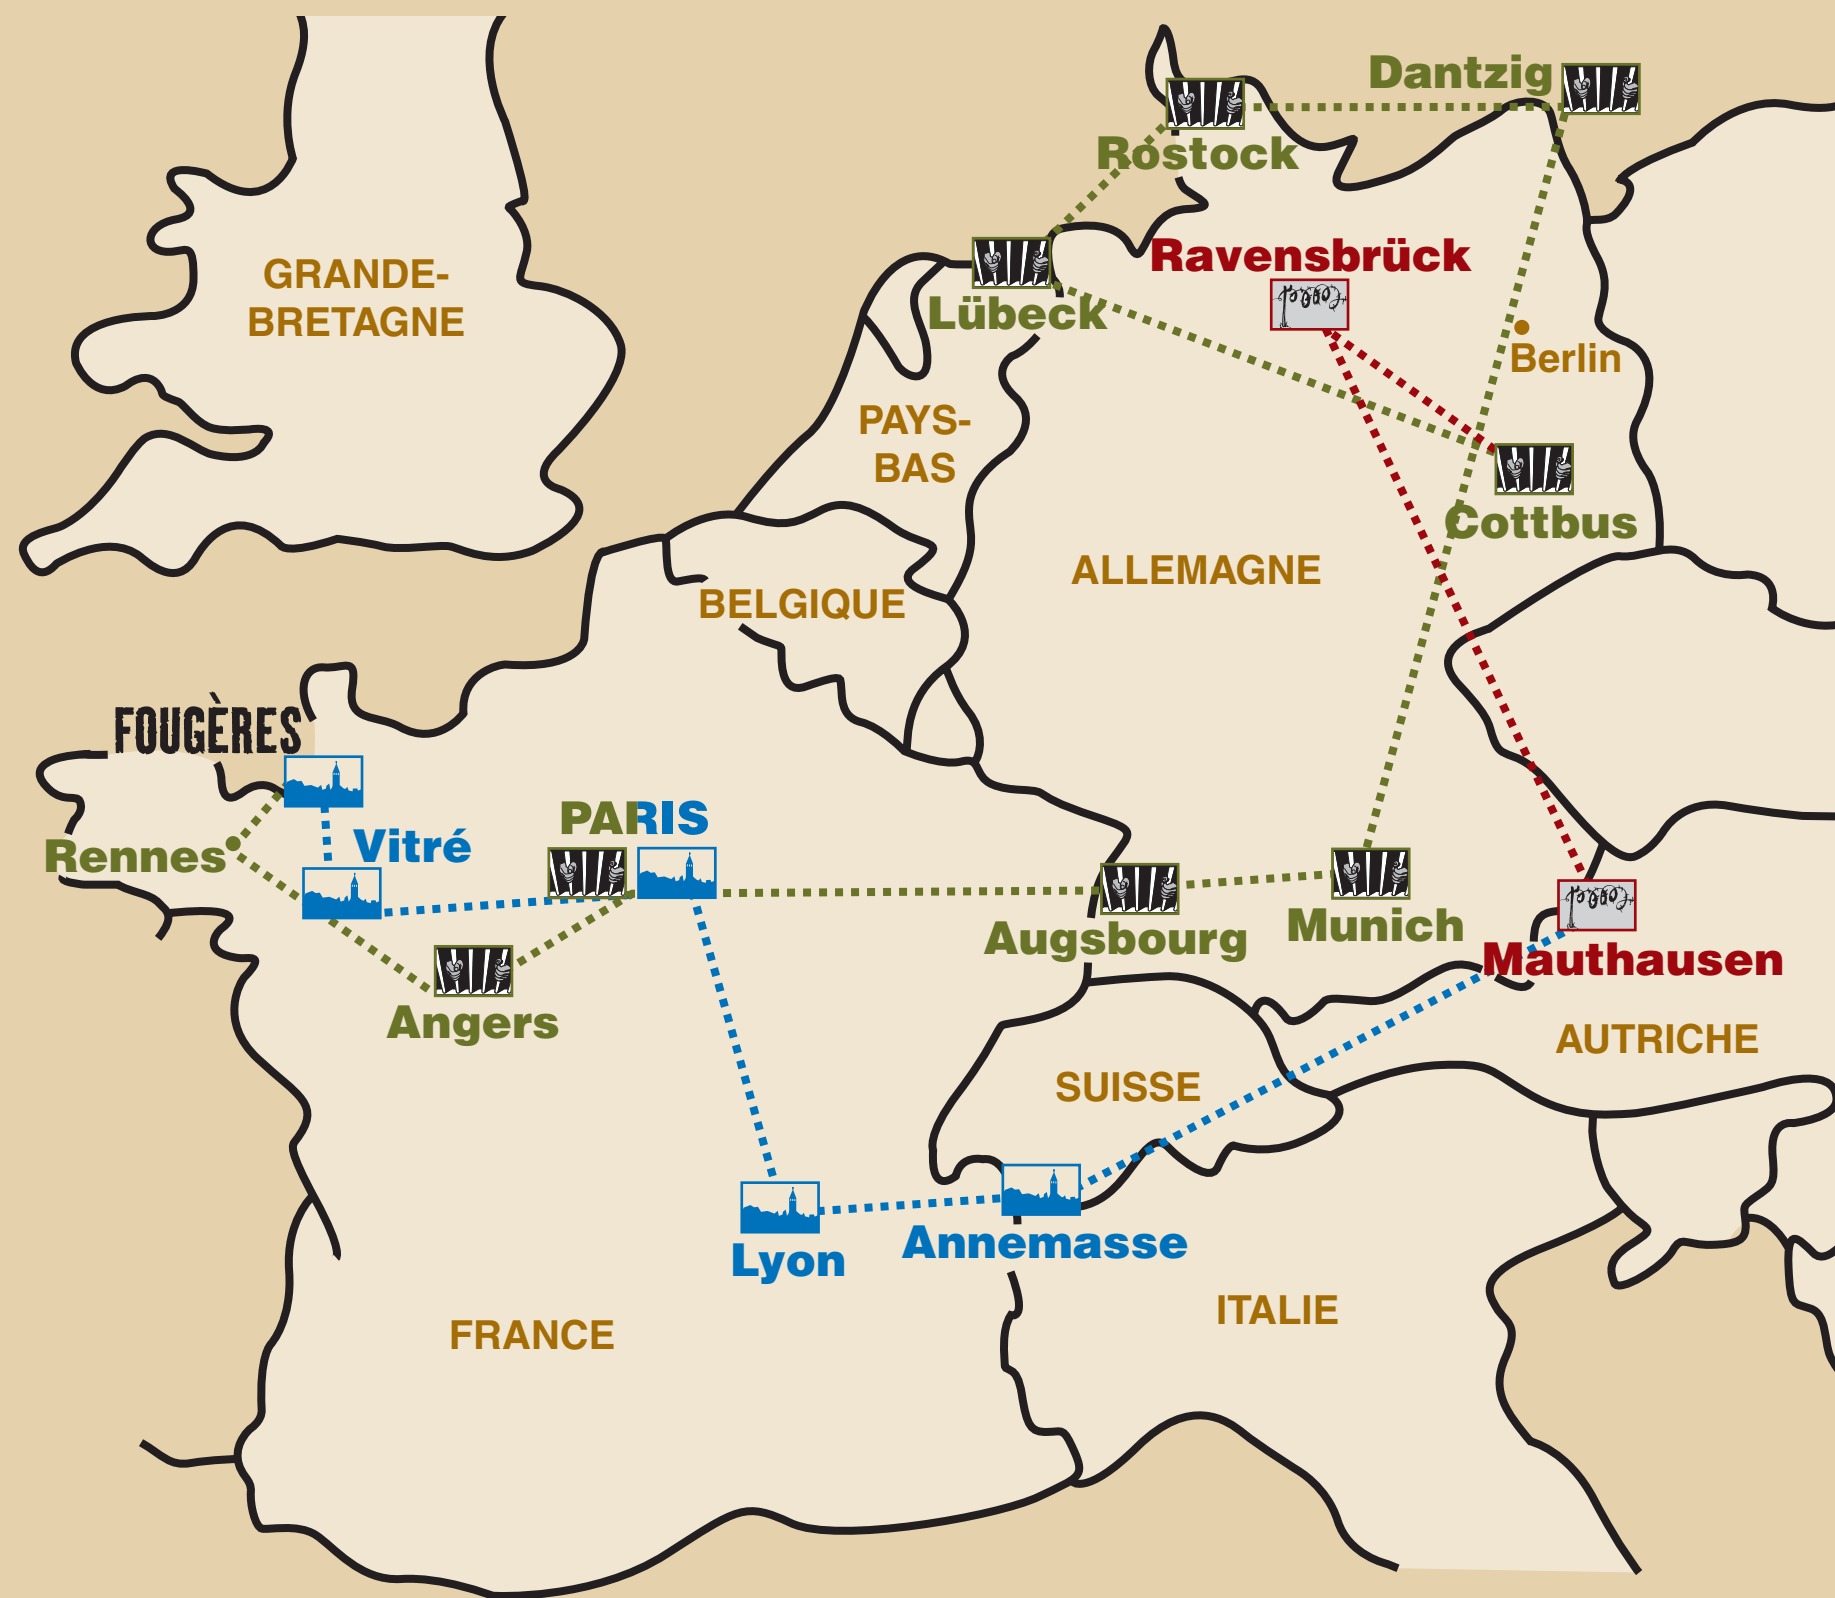 Dantzig
Rostock
Ravensbrück
GRANDE-
BRETAGNE
Lübeck
Berlin
PAYS-
BAS
Cottbus
ALLEMAGNE
BELGIQUE
FOUGÈRES
PARIS
Vitré
Rennes
Augsbourg
Munich
Mauthausen
Angers
AUTRICHE
SUISSE
Annemasse
Lyon
ITALIE
FRANCE